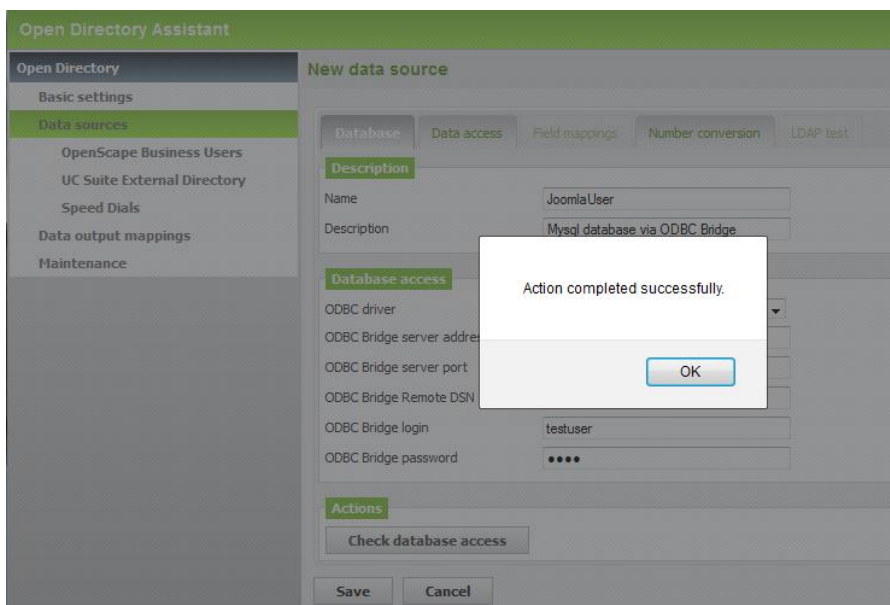 Open Directory Assistant
Open Directory
Basic settings
Data sources
OpenScape Business Users
UC Suite External Directory
Speed Dials
Data output mappings
Maintenance
New data source
Database Data access Field mappings Number conversion LDAP test
Description
Name JoomlaUser
Description Mysql database via ODBC Bridge
Database access
ODBC driver
ODBC Bridge server addres
ODBC Bridge server port
ODBC Bridge Remote DSN
ODBC Bridge login testuser
ODBC Bridge password ••••
Actions
Check database access
Save Cancel
Action completed successfully.
OK